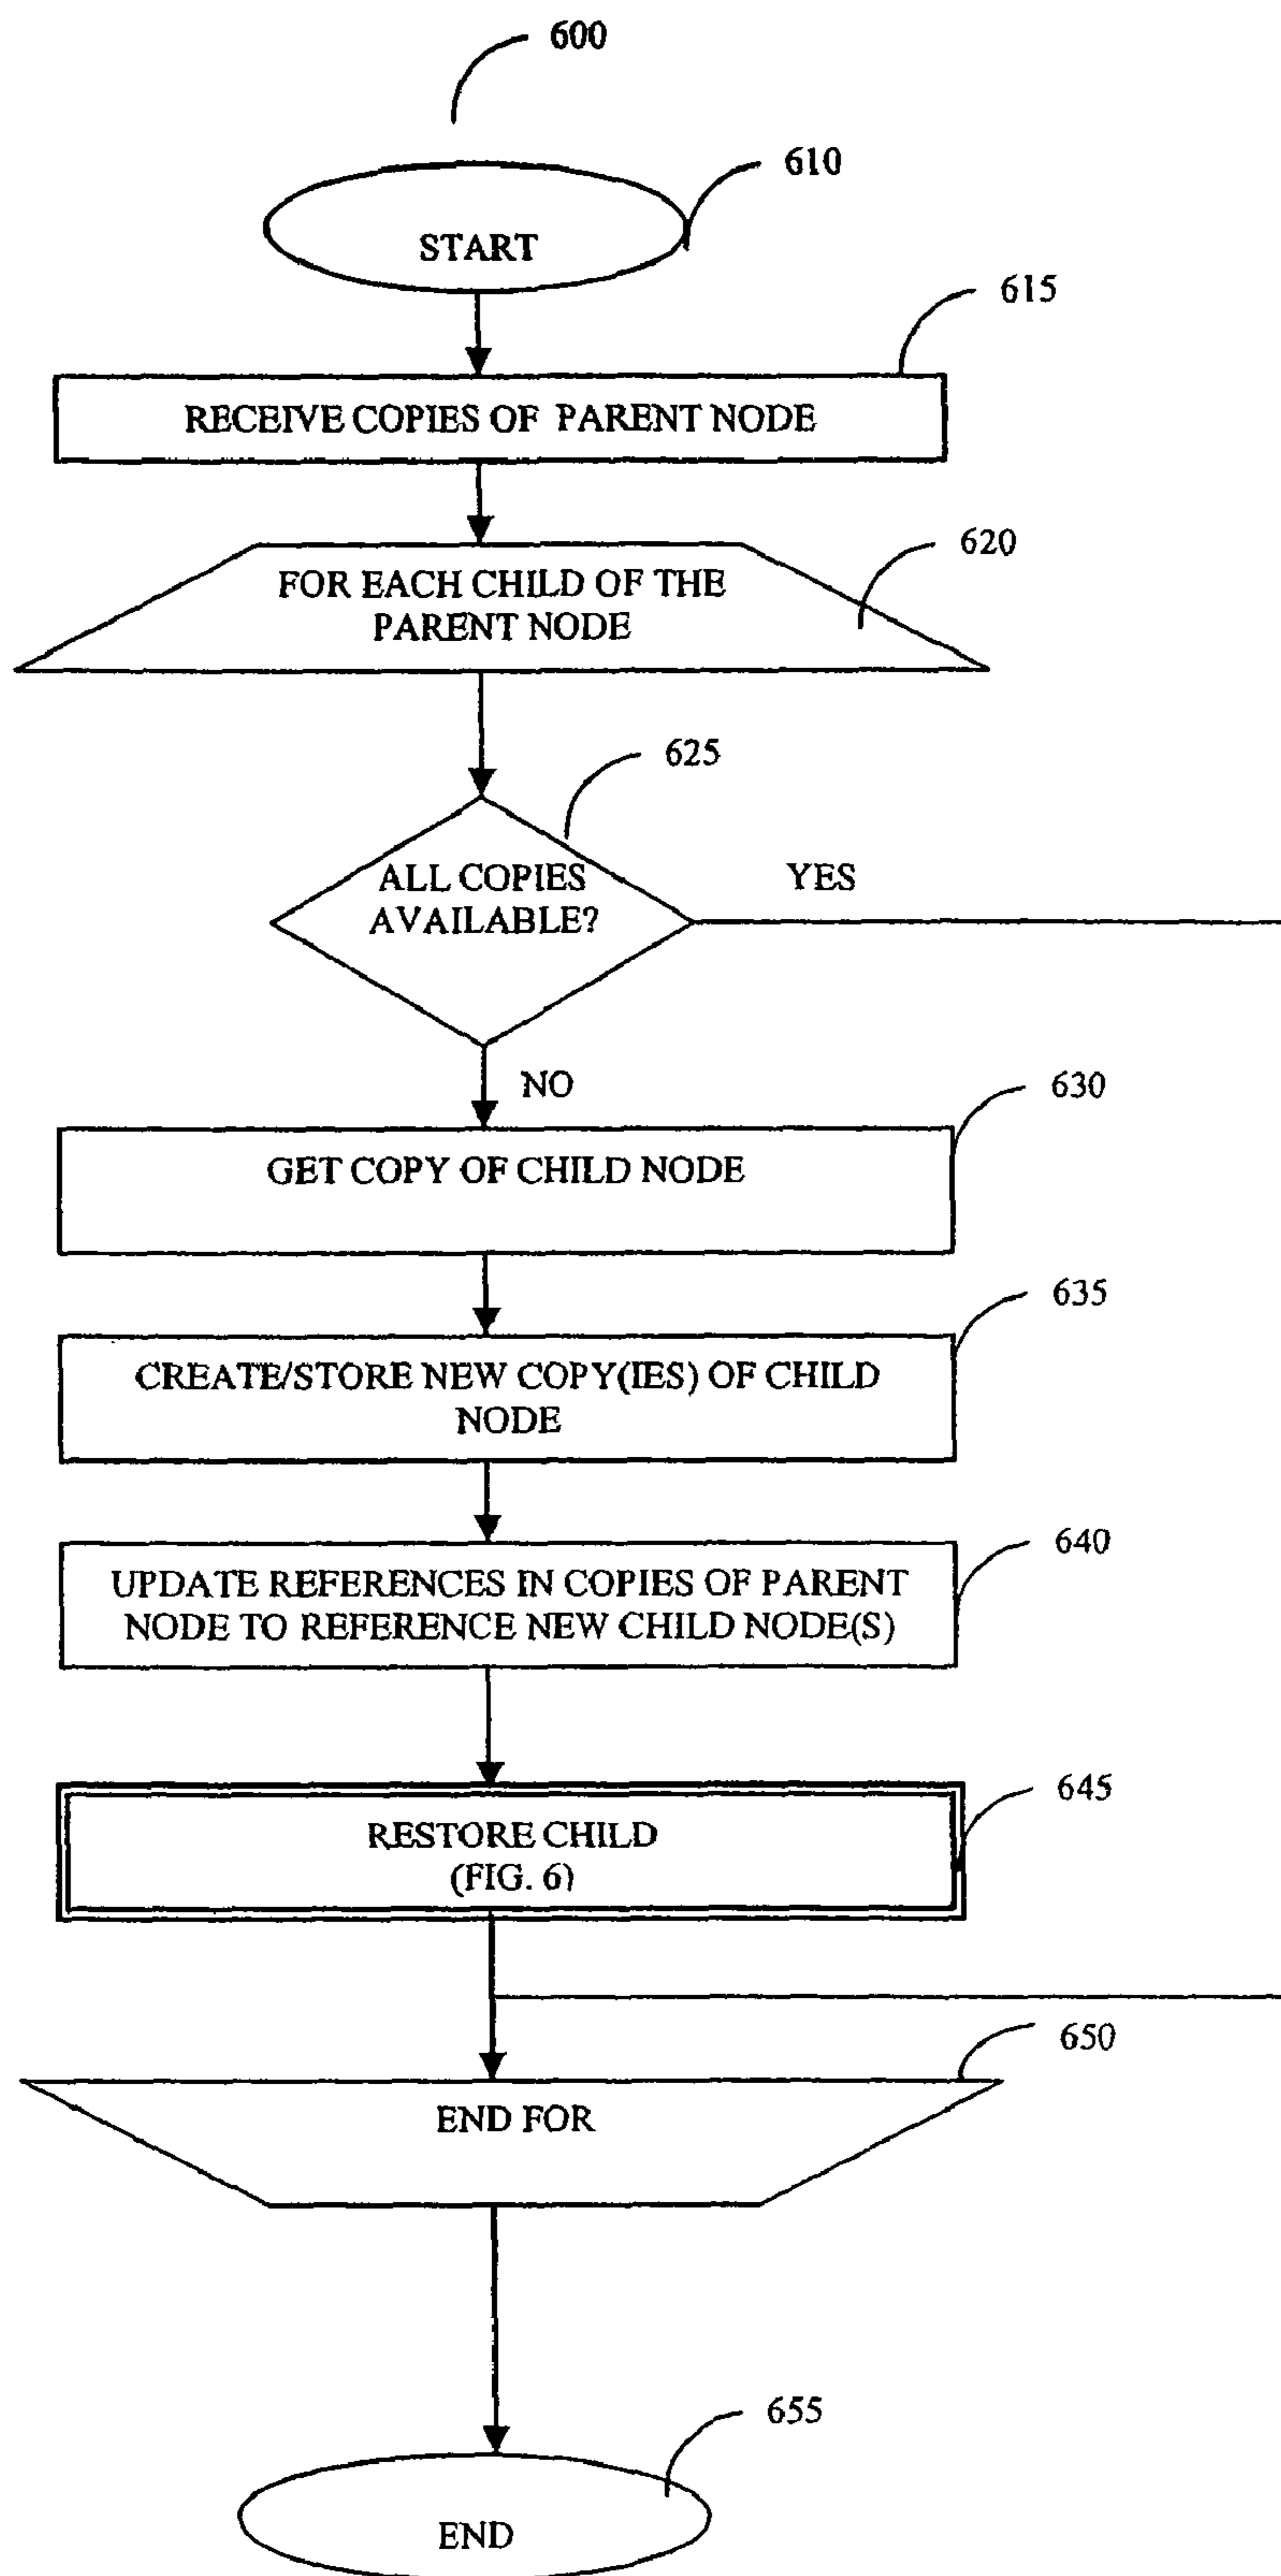 600
610
START
615
RECEIVE COPIES OF PARENT NODE
620
FOR EACH CHILD OF THE
PARENT NODE
625
ALL COPIES
AVAILABLE?
YES
NO
630
GET COPY OF CHILD NODE
635
CREATE/STORE NEW COPY(IES) OF CHILD
NODE
640
UPDATE REFERENCES IN COPIES OF PARENT
NODE TO REFERENCE NEW CHILD NODE(S)
645
RESTORE CHILD
(FIG. 6)
650
END FOR
655
END